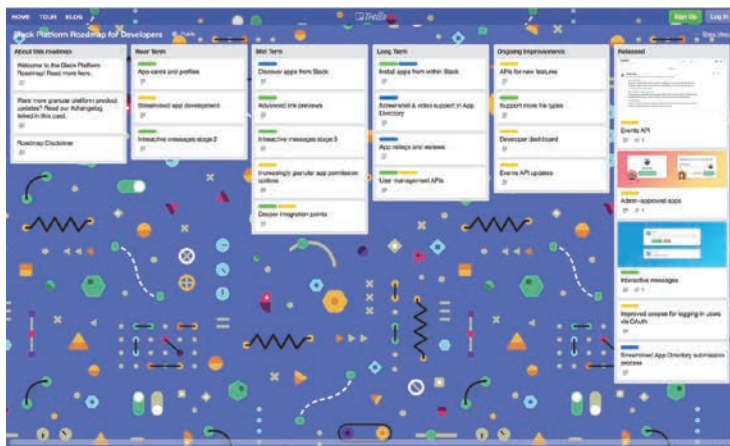 HOME TOUR BLOG
Trello
Sign Up
Log In
Slack Platform Roadmap for Developers
Public
About this roadmap
Welcome to the Slack Platform
Roadmap! Read more here.
more granular platform product
updates? Read our
linked in this card.
Roadmap Disclaimer
Near Term
App cards and profiles
Streamlined app development
Interactive messages stage 2
Mid Term
Discover apps from Slack
Advanced link previews
Interactive messages stage 3
Increasingly granular app permission
options
Deeper integration points
Long Term
Install apps from within Slack
Screenshot & video support in App
Directory
App ratings and reviews
User management APIs
Ongoing Improvements
APIs for new features
Support more file types
Developer dashboard
Events API updates
Released
Events API
1
Admin-approved apps
1
Interactive messages
1
Improved scopes for logging in users
via OAuth
Streamlined App Directory submission
process